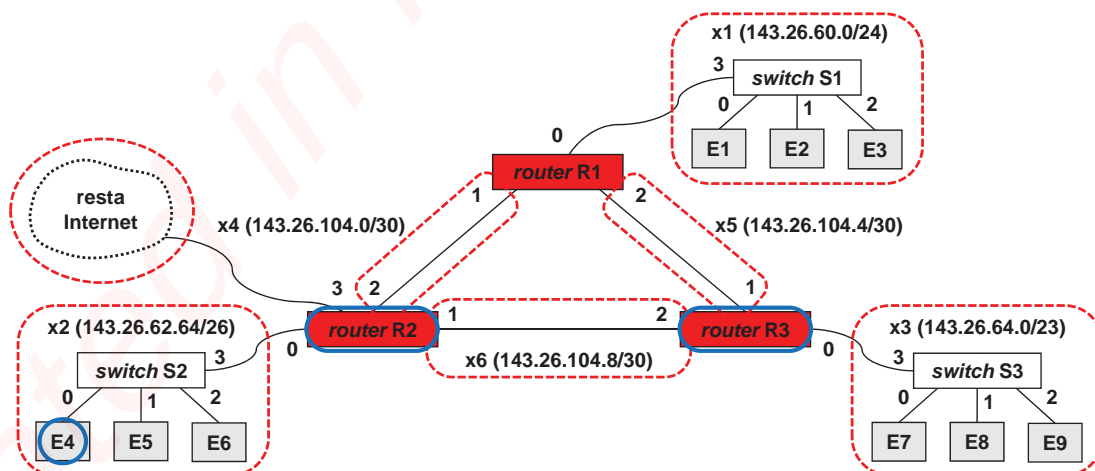 x1 (143.26.60.0/24)
3
switch S1
0
1
2
E1
E2
E3
0
router R1
1
2
resta
Internet
x4 (143.26.104.0/30)
x5 (143.26.104.4/30)
3
2
1
x2 (143.26.62.64/26)
router R2
1
2
router R3
x3 (143.26.64.0/23)
0
0
x6 (143.26.104.8/30)
3
switch S2
0
1
2
E4
E5
E6
3
switch S3
0
1
2
E7
E8
E9